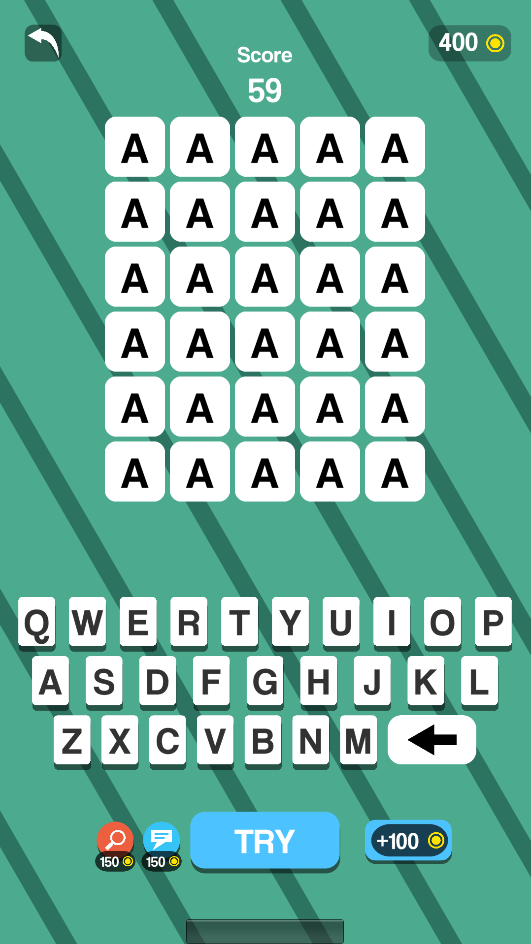 400
Score
59
A A A A A
A A A A A
A A A A A
A A A A A
A A A A A
A A A A A
Q W E R T Y U I O P
A S D F G H J K L
Z X C V B N M
TRY
+100
150 150